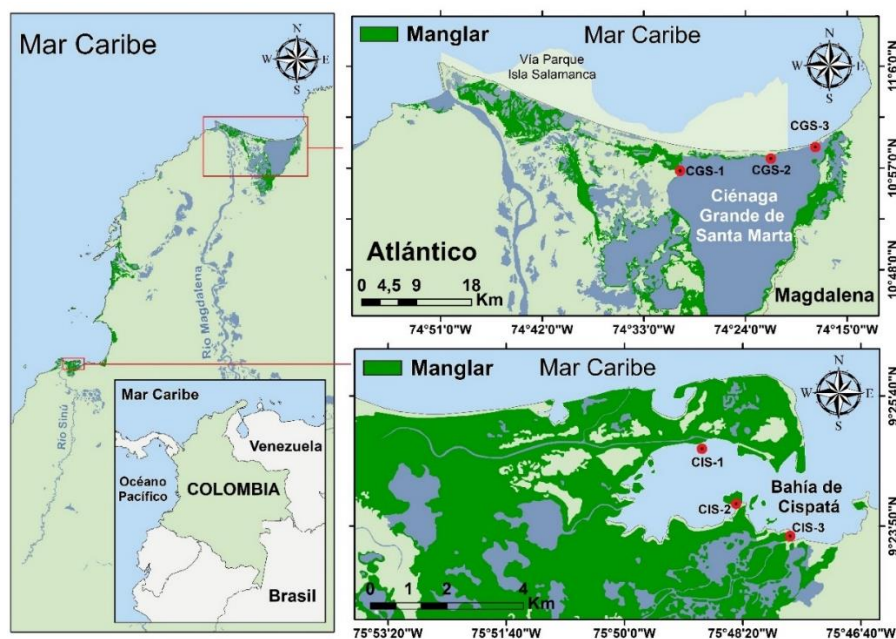 Mar Caribe
N
W
E
S
Río Magdalena
Río Sinú
Mar Caribe
Venezuela
Océano
Pacífico
COLOMBIA
Brasil
Manglar
Mar Caribe
Vía Parque
Isla Salamanca
N
W
E
S
CGS-3
CGS-1
CGS-2
Ciénaga
Grande de
Santa Marta
Atlántico
0 4,5 9 18
Km
Magdalena
11°6'0"N
10°57'0"N
10°48'0"N
74°51'0"W 74°42'0"W 74°33'0"W 74°24'0"W 74°15'0"W
Manglar
Mar Caribe
N
W
E
S
CIS-1
Bahía de
Cispatá
CIS-2
CIS-3
0 1 2 4
Km
9°25'40"N
9°23'50"N
75°53'20"W 75°51'40"W 75°50'0"W 75°48'20"W 75°46'40"W